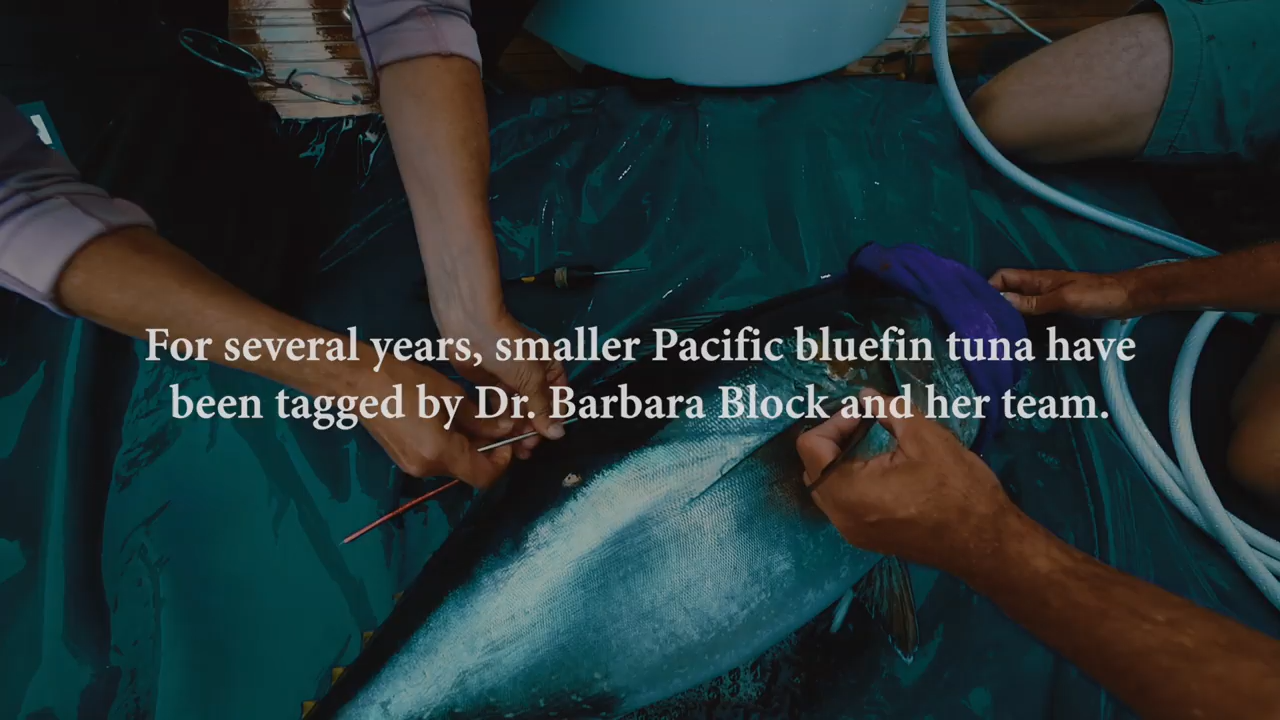 For several years, smaller Pacific bluefin tuna have
been tagged by Dr. Barbara Block and her team.